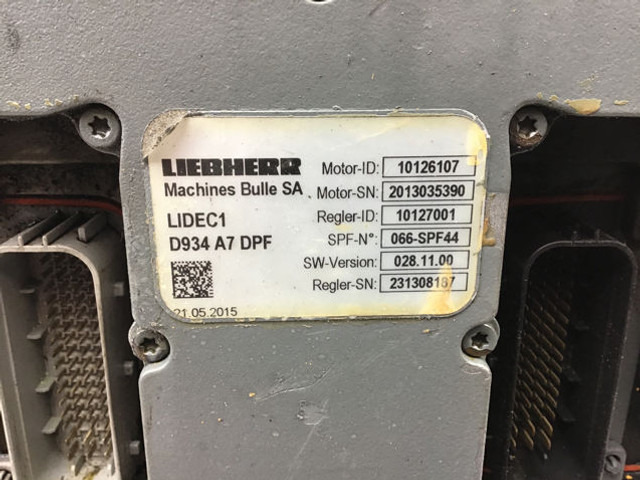 LIEBHERR
Machines Bulle SA
LIDEC1
D934 A7 DPF
21.05.2015
Motor-ID: 10126107
Motor-SN: 2013035390
Regler-ID: 10127001
SPF-N°: 066-SPF44
SW-Version: 028.11.00
Regler-SN: 231308187